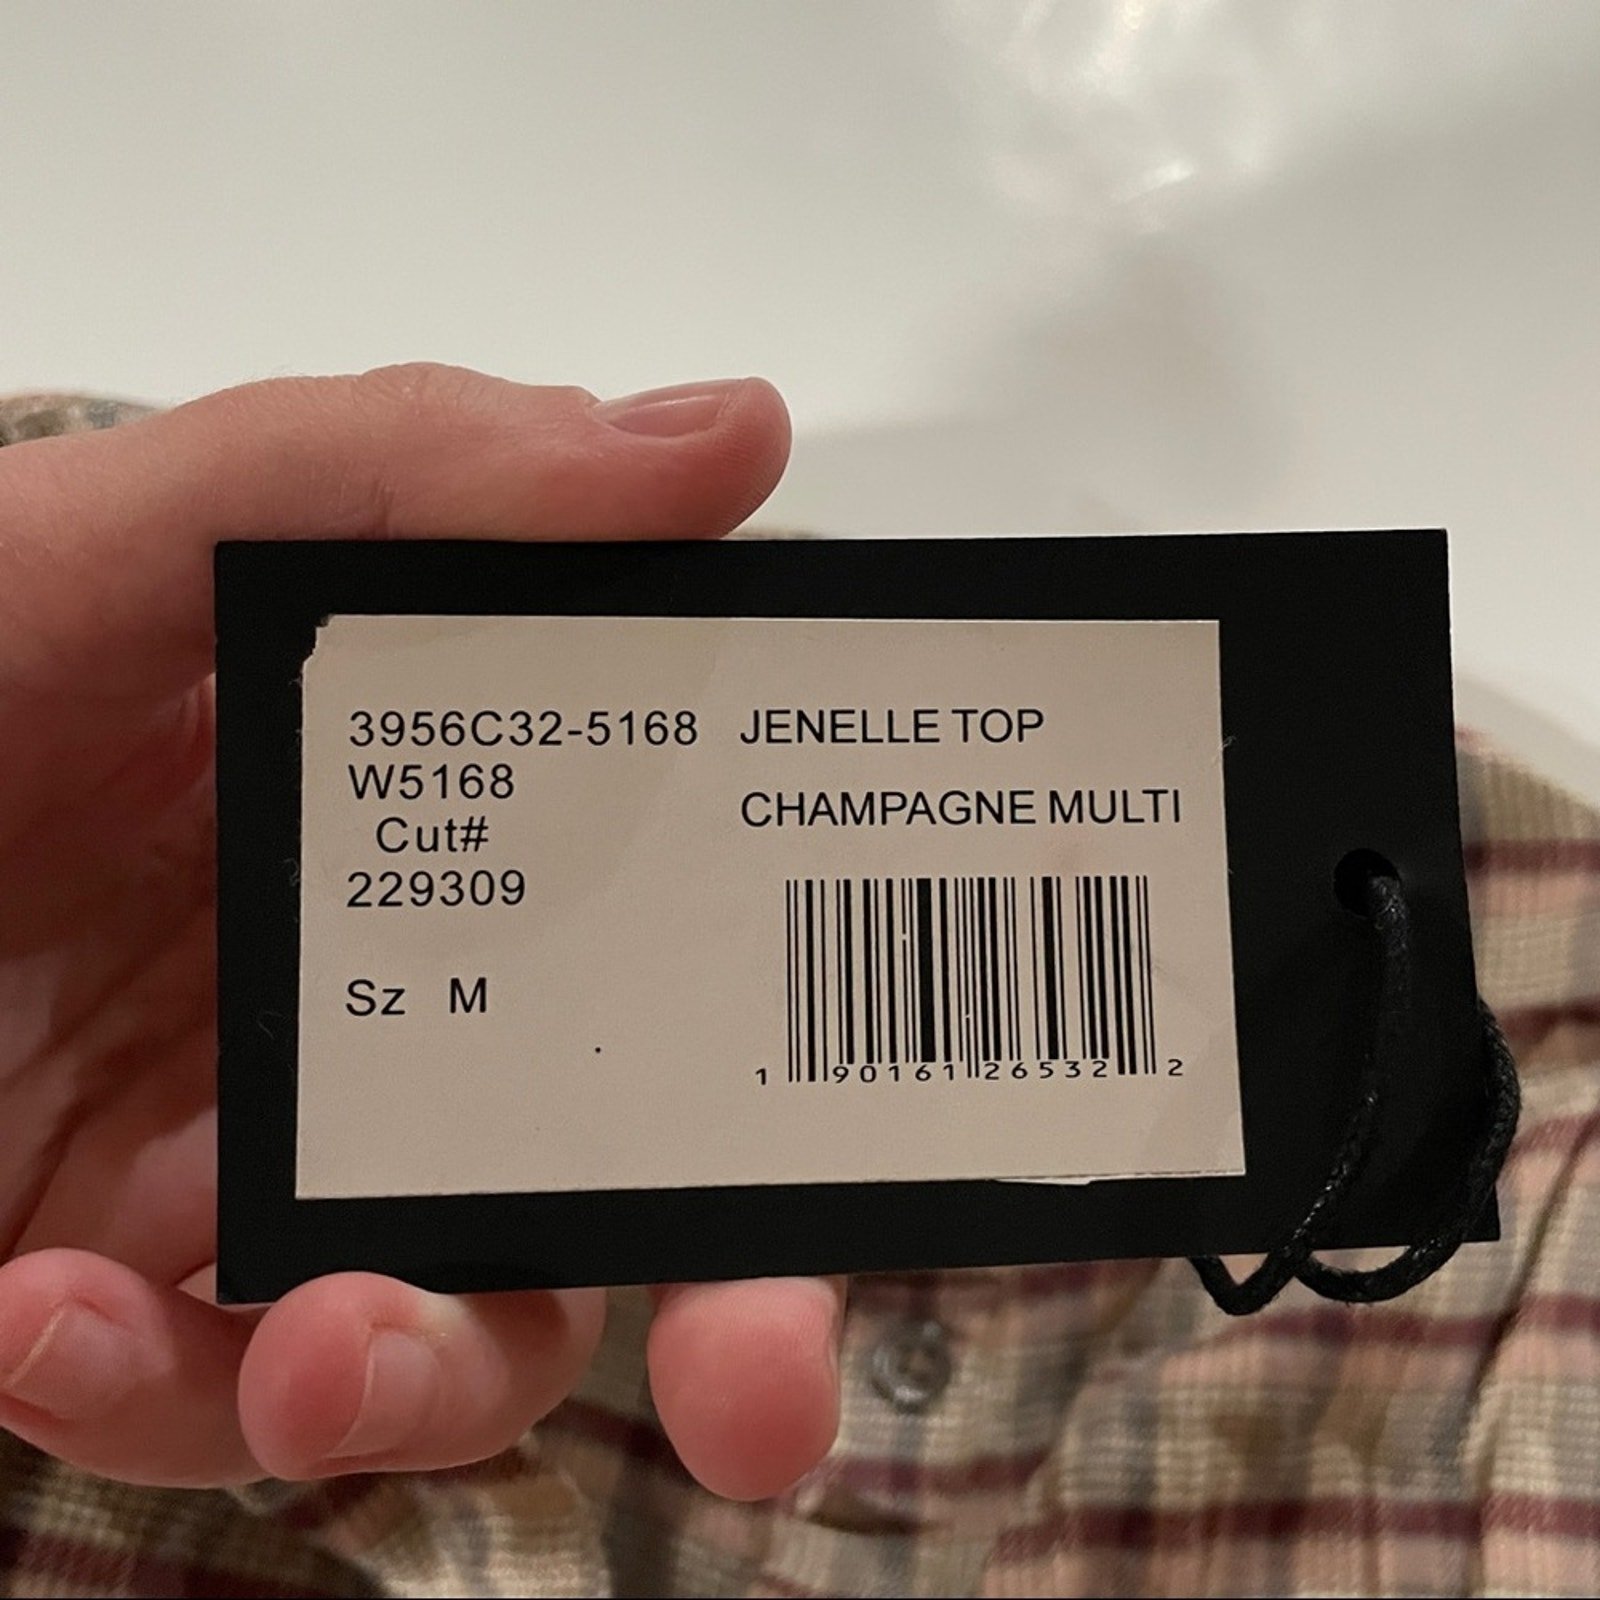 3956C32-5168 JENELLE TOP
W5168
CHAMPAGNE MULTI
Cut#
229309
Sz M
1 90161 26532 2